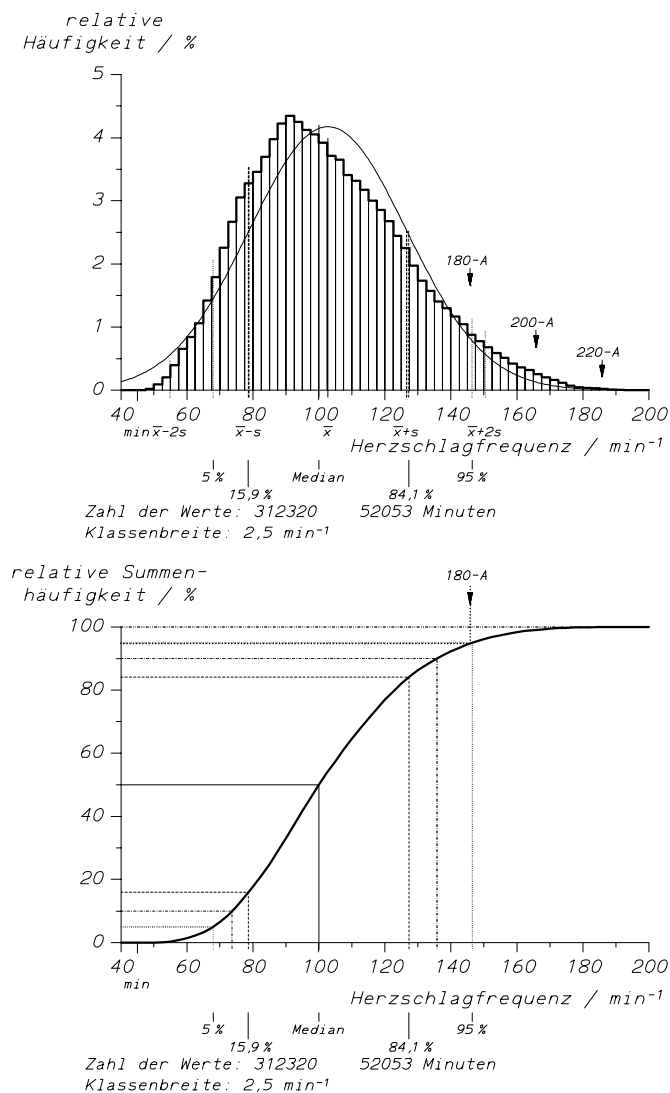 relative
Häufigkeit / %
5
4
3
2
1
0
180-A
200-A
220-A
40 60 80 100 120 140 160 180 200
min x̅-2s x̅-s x̅ x̅+s x̅+2s
Herzschlagfrequenz / min⁻¹
5 % Median 95 %
15,9 % 84,1 %
Zahl der Werte: 312320 52053 Minuten
Klassenbreite: 2,5 min⁻¹
relative Summen-
häufigkeit / %
180-A
100
80
60
40
20
0
40 60 80 100 120 140 160 180 200
min
Herzschlagfrequenz / min⁻¹
5 % Median 95 %
15,9 % 84,1 %
Zahl der Werte: 312320 52053 Minuten
Klassenbreite: 2,5 min⁻¹